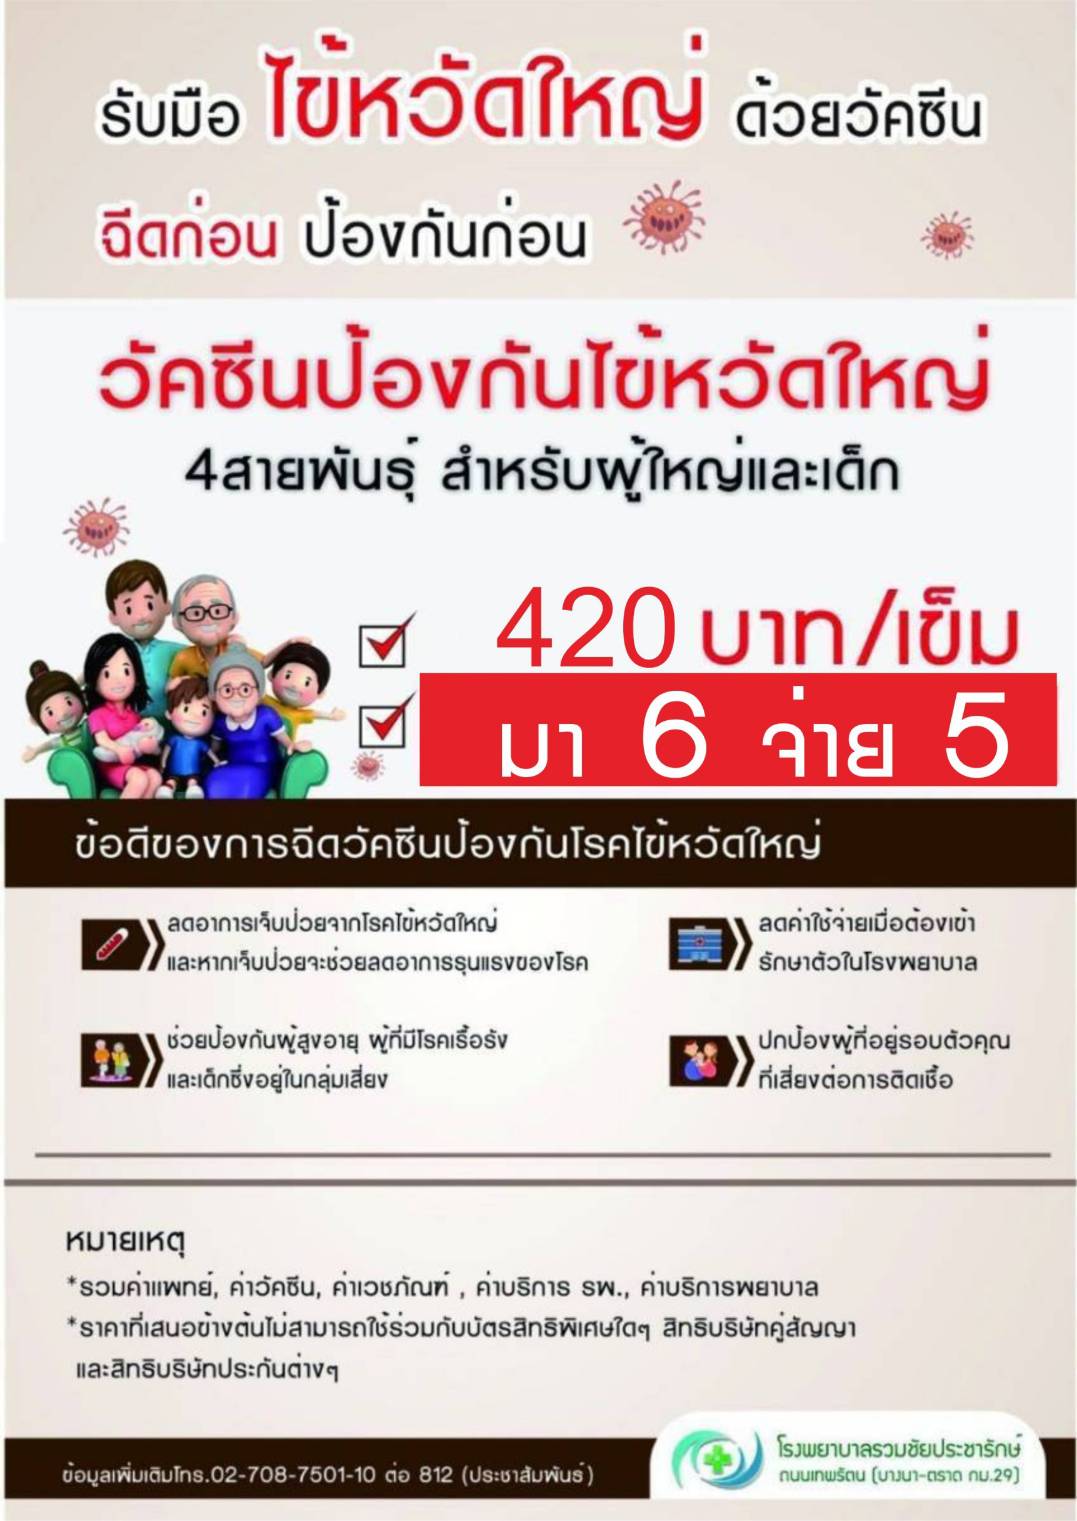 รับมือ ไข้หวัดใหญ่ ด้วยวัคซีน
ฉีดก่อน ป้องกันก่อน
วัคซีนป้องกันไข้หวัดใหญ่
4สายพันธุ์ สำหรับผู้ใหญ่และเด็ก
420 บาท/เข็ม
มา 6 จ่าย 5
ข้อดีของการฉีดวัคซีนป้องกันโรคไข้หวัดใหญ่
ลดอาการเจ็บป่วยจากโรคไข้หวัดใหญ่
และหากเจ็บป่วยจะช่วยลดอาการรุนแรงของโรค
ลดค่าใช้จ่ายเมื่อต้องเข้า
รักษาตัวในโรงพยาบาล
ช่วยป้องกันผู้สูงอายุ ผู้ที่มีโรคเรื้อรัง
และเด็กซึ่งอยู่ในกลุ่มเสี่ยง
ปกป้องผู้ที่อยู่รอบตัวคุณ
ที่เสี่ยงต่อการติดเชื้อ
หมายเหตุ
*รวมค่าแพทย์, ค่าวัคซีน, ค่าเวชภัณฑ์ , ค่าบริการ รพ., ค่าบริการพยาบาล
*ราคาที่เสนอข้างต้นไม่สามารถใช้ร่วมกับบัตรสิทธิพิเศษใดๆ สิทธิบริษัทคู่สัญญา
และสิทธิบริษัทประกันต่างๆ
ข้อมูลเพิ่มเติมโทร.02-708-7501-10 ต่อ 812 (ประชาสัมพันธ์)
โรงพยาบาลรวมชัยประชารักษ์
ถนนเทพรัตน (บางนา-ตราด กม.29)